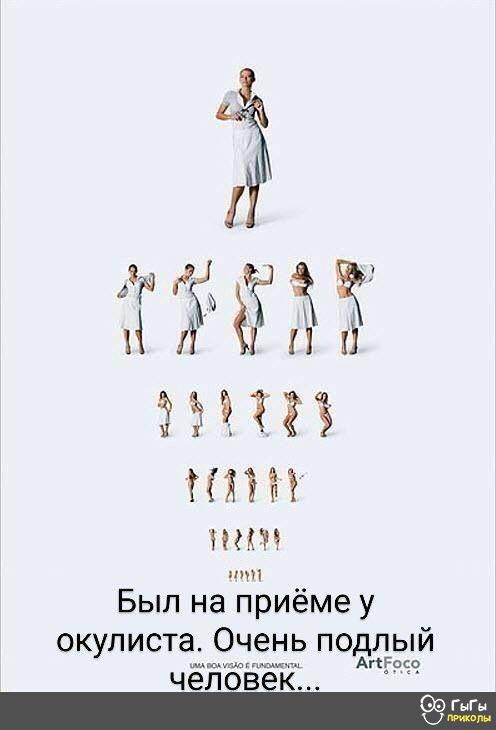 Был на приёме у
окулиста. Очень подлый
UMA BOA VISÃO É FUNDAMENTAL.
ArtFoco
ÓTICA
человек...
ГыГы
приколы